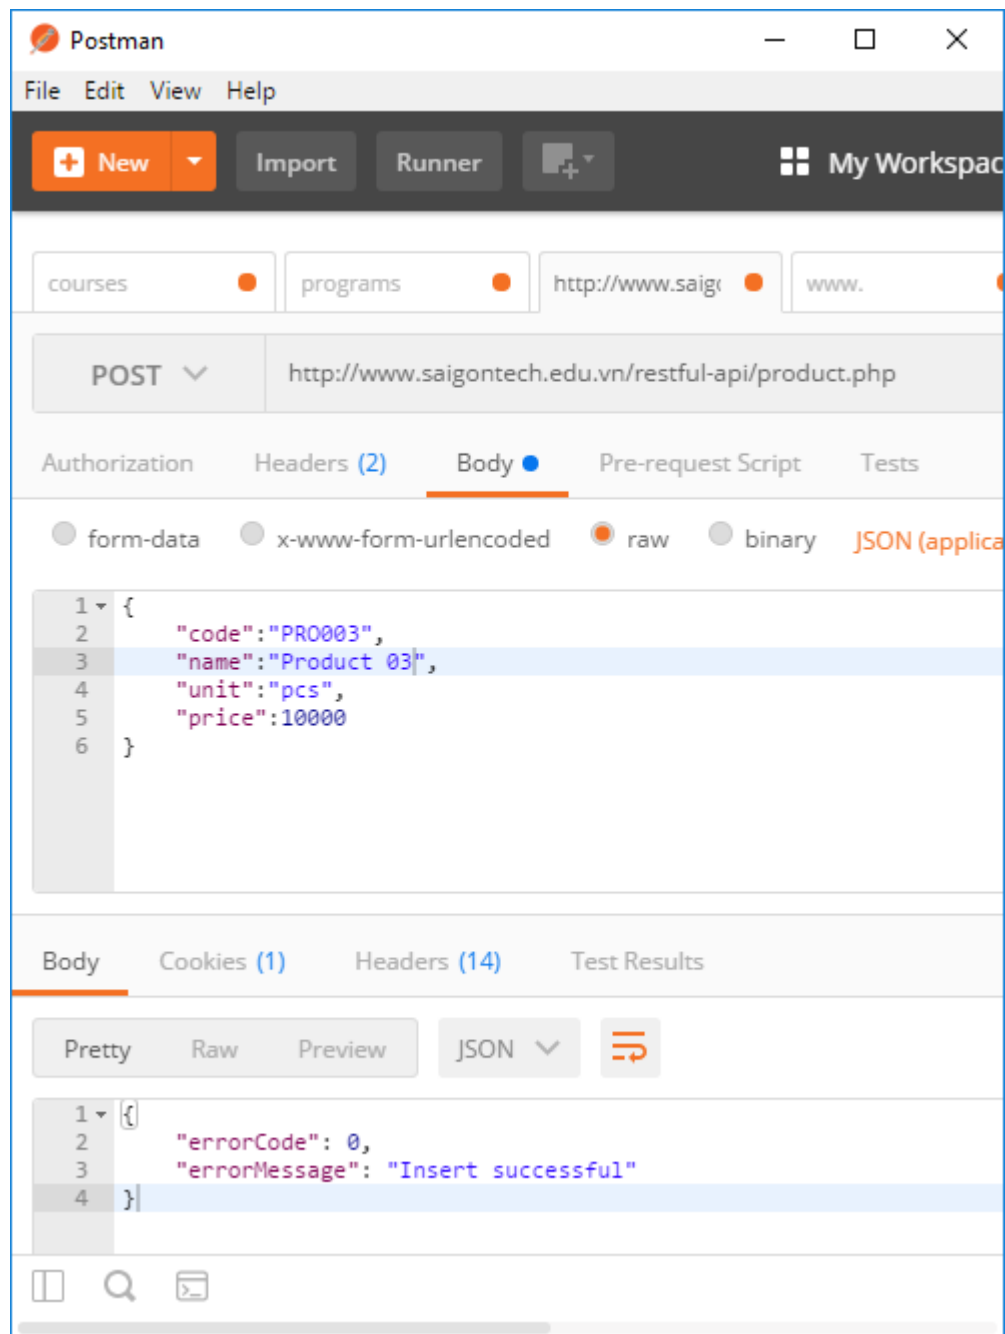 Postman
File Edit View Help
New Import Runner My Workspac
courses programs http://www.saig www.
POST http://www.saigontech.edu.vn/restful-api/product.php
Authorization Headers (2) Body Pre-request Script Tests
form-data x-www-form-urlencoded raw binary JSON (applica
1 {
2 "code":"PRO003",
3 "name":"Product 03",
4 "unit":"pcs",
5 "price":10000
6 }
Body Cookies (1) Headers (14) Test Results
Pretty Raw Preview JSON
1 {
2 "errorCode": 0,
3 "errorMessage": "Insert successful"
4 }